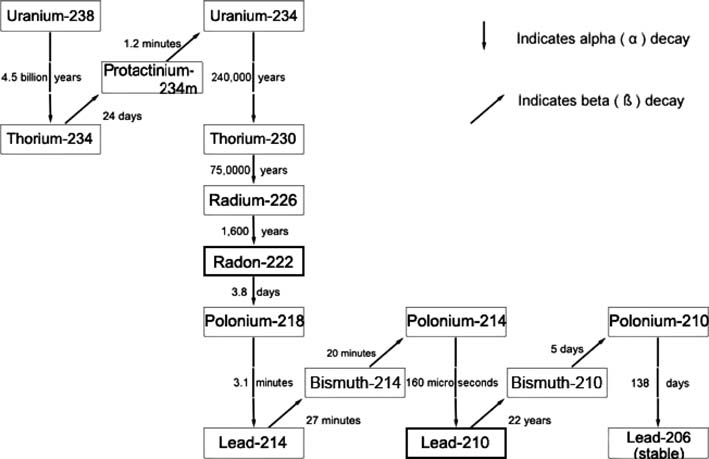 Uranium-238
Uranium-234
Indicates alpha ( α ) decay
1.2 minutes
4.5 billion years
Protactinium-
234m
240,000 years
Indicates beta ( ß ) decay
24 days
Thorium-234
Thorium-230
75,0000 years
Radium-226
1,600 years
Radon-222
3.8 days
Polonium-218
Polonium-214
Polonium-210
20 minutes
5 days
3.1 minutes
Bismuth-214
160 micro seconds
Bismuth-210
138 days
27 minutes
22 years
Lead-214
Lead-210
Lead-206
(stable)